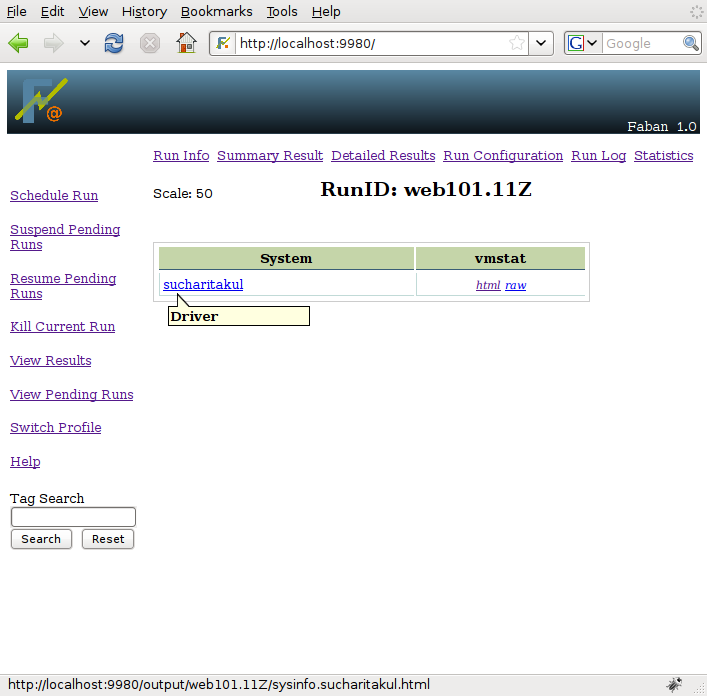 File Edit View History Bookmarks Tools Help
http://localhost:9980/
G Google
@
Faban 1.0
Run Info Summary Result Detailed Results Run Configuration Run Log Statistics
Scale: 50 RunID: web101.11Z
Schedule Run
Suspend Pending
Runs
Resume Pending
Runs
Kill Current Run
View Results
View Pending Runs
Switch Profile
Help
Tag Search
Search Reset
System vmstat
sucharitakul html raw
Driver
http://localhost:9980/output/web101.11Z/sysinfo.sucharitakul.html